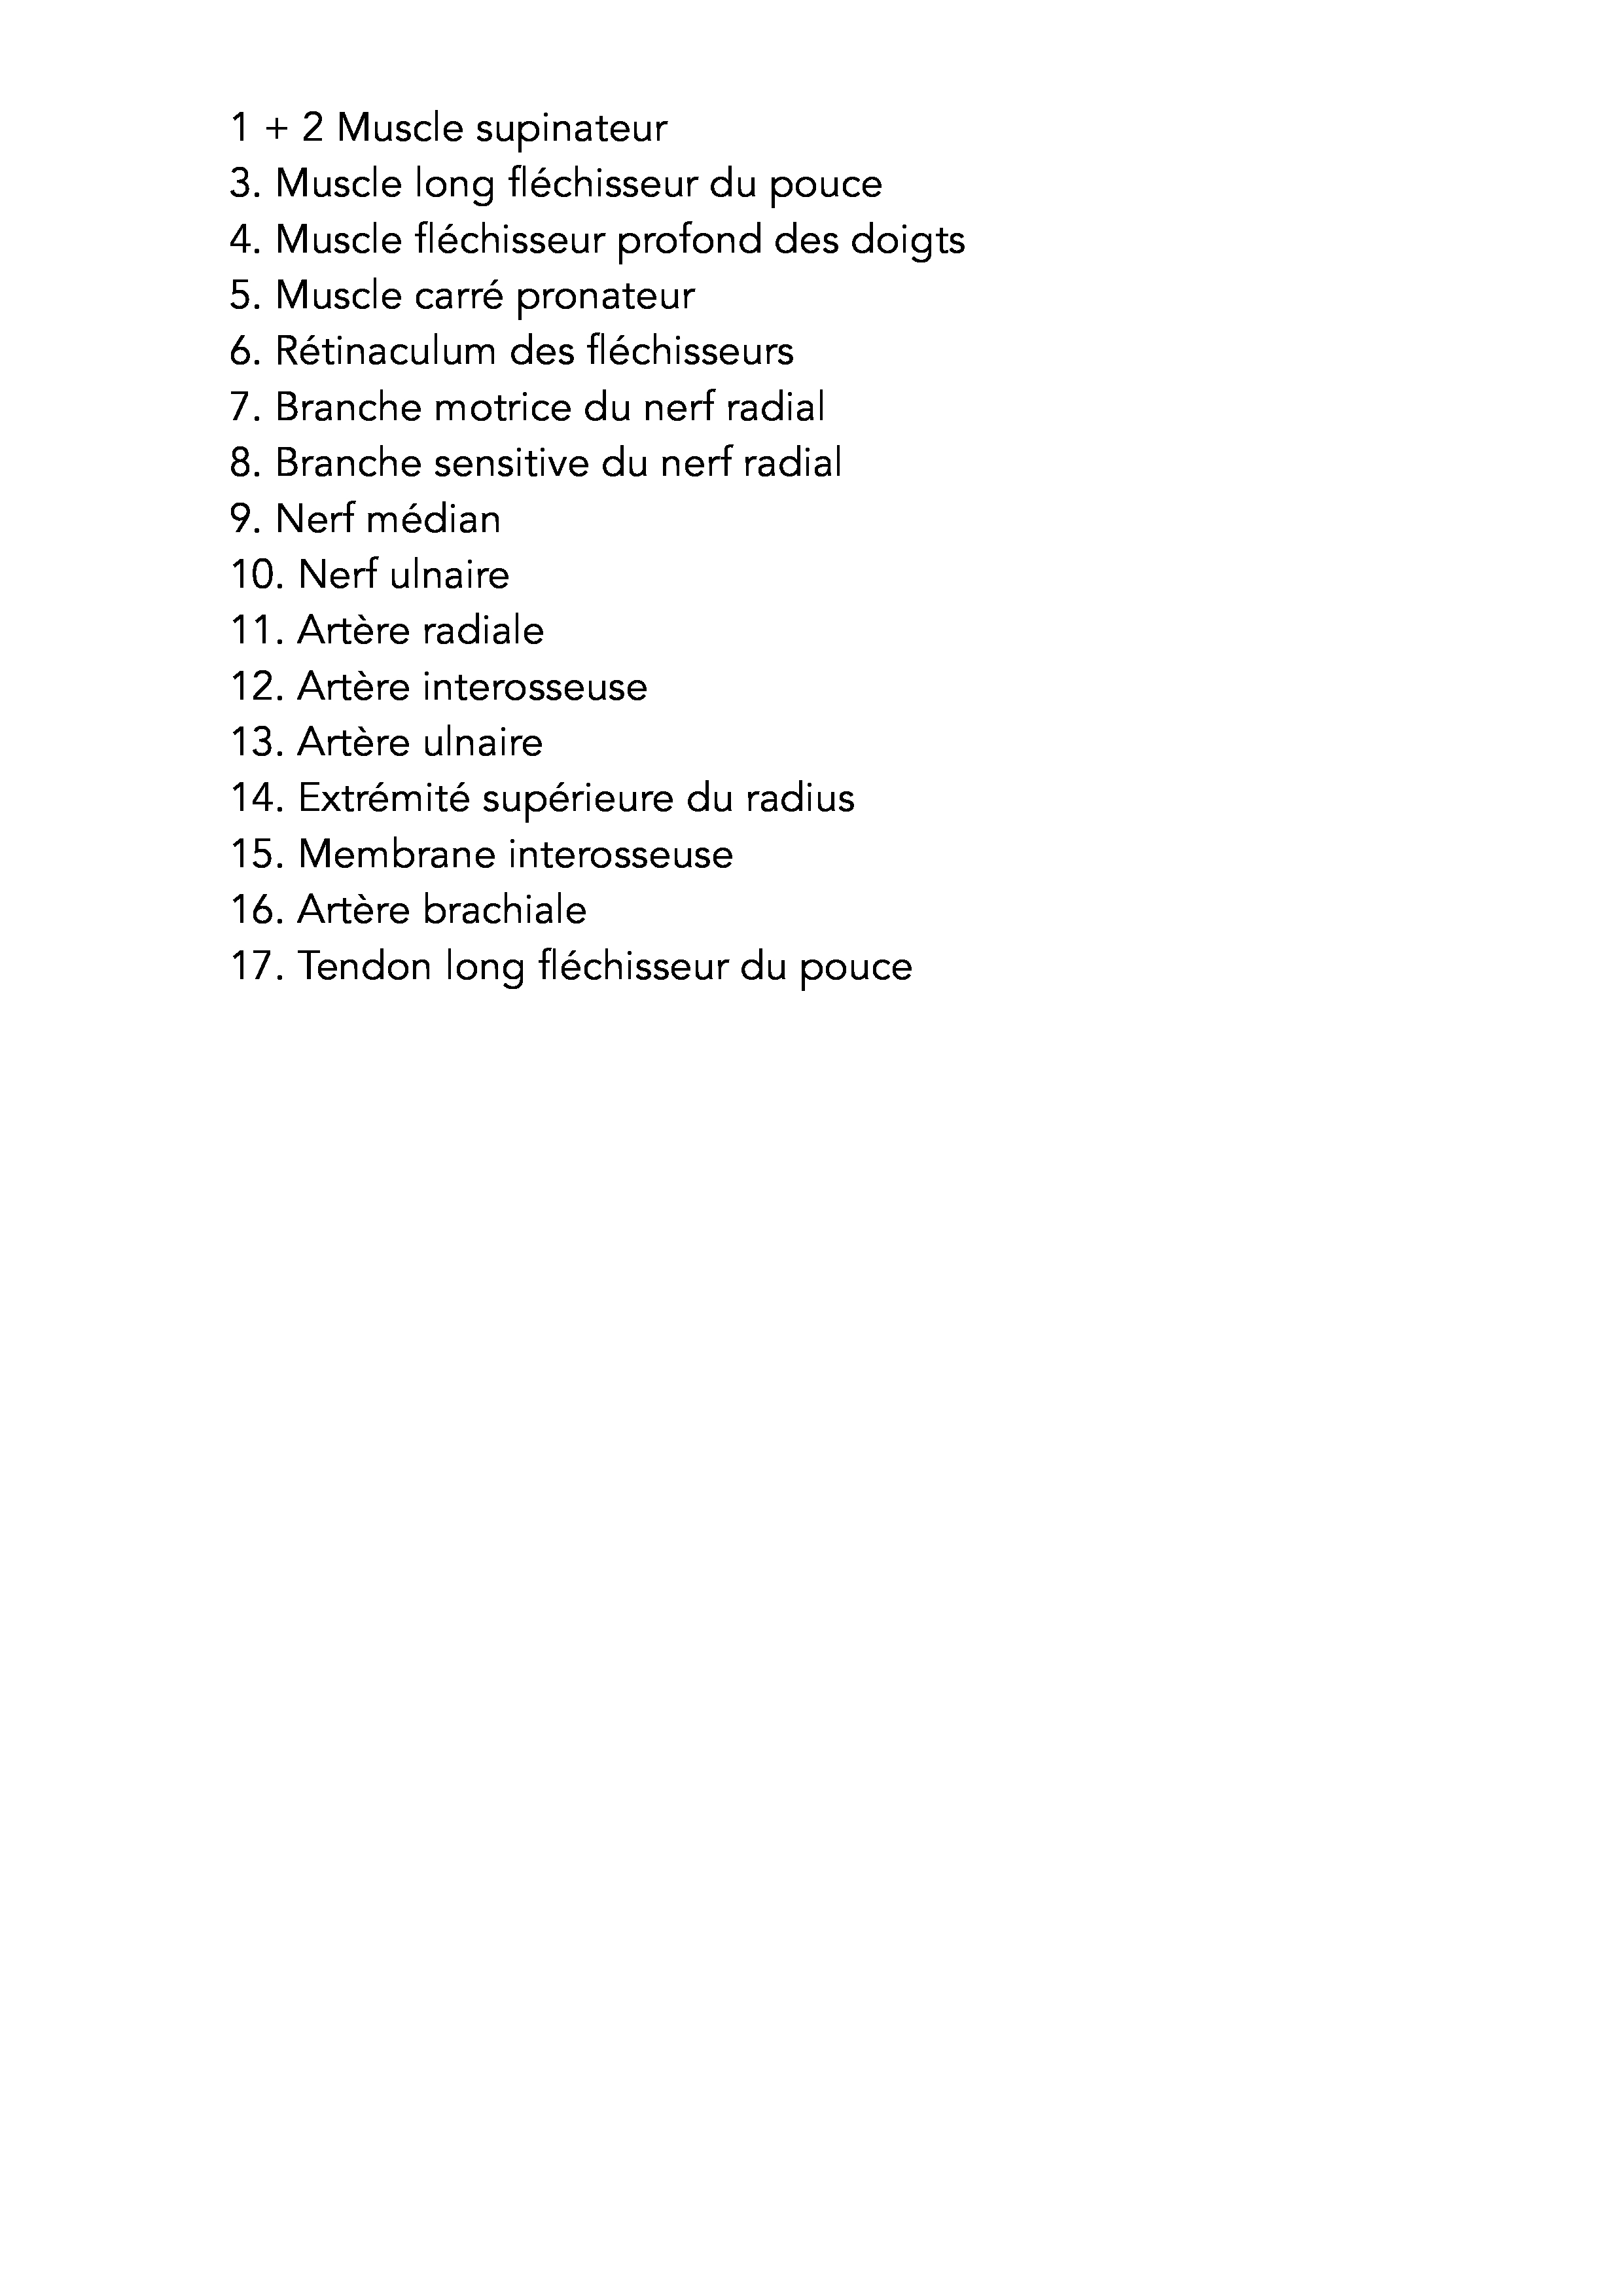 1 + 2 Muscle supinateur
3. Muscle long fléchisseur du pouce
4. Muscle fléchisseur profond des doigts
5. Muscle carré pronateur
6. Rétinaculum des fléchisseurs
7. Branche motrice du nerf radial
8. Branche sensitive du nerf radial
9. Nerf médian
10. Nerf ulnaire
11. Artère radiale
12. Artère interosseuse
13. Artère ulnaire
14. Extrémité supérieure du radius
15. Membrane interosseuse
16. Artère brachiale
17. Tendon long fléchisseur du pouce